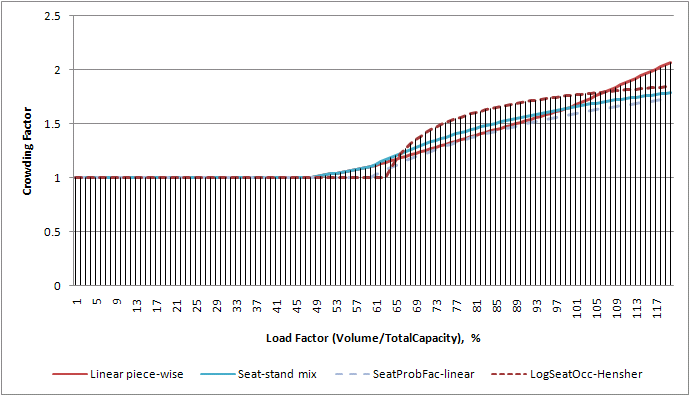 2.5
2
1.5
1
0.5
0
Crowding Factor
1 5 9 13 17 21 25 29 33 37 41 45 49 53 57 61 65 69 73 77 81 85 89 93 97 101 105 109 113 117
Load Factor (Volume/TotalCapacity), %
Linear piece-wise Seat-stand mix SeatProbFac-linear LogSeatOcc-Hensher